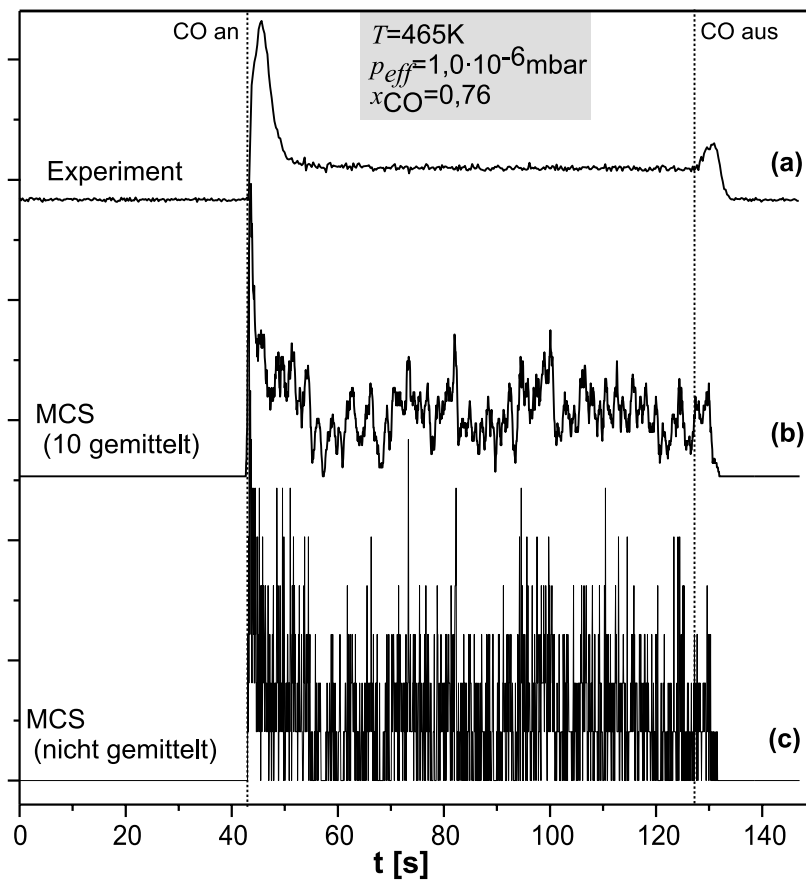 CO an
T=465K
p_eff=1,0·10⁻⁶mbar
xCO=0,76
CO aus
Experiment
(a)
MCS
(10 gemittelt)
(b)
MCS
(nicht gemittelt)
(c)
0 20 40 60 80 100 120 140
t [s]